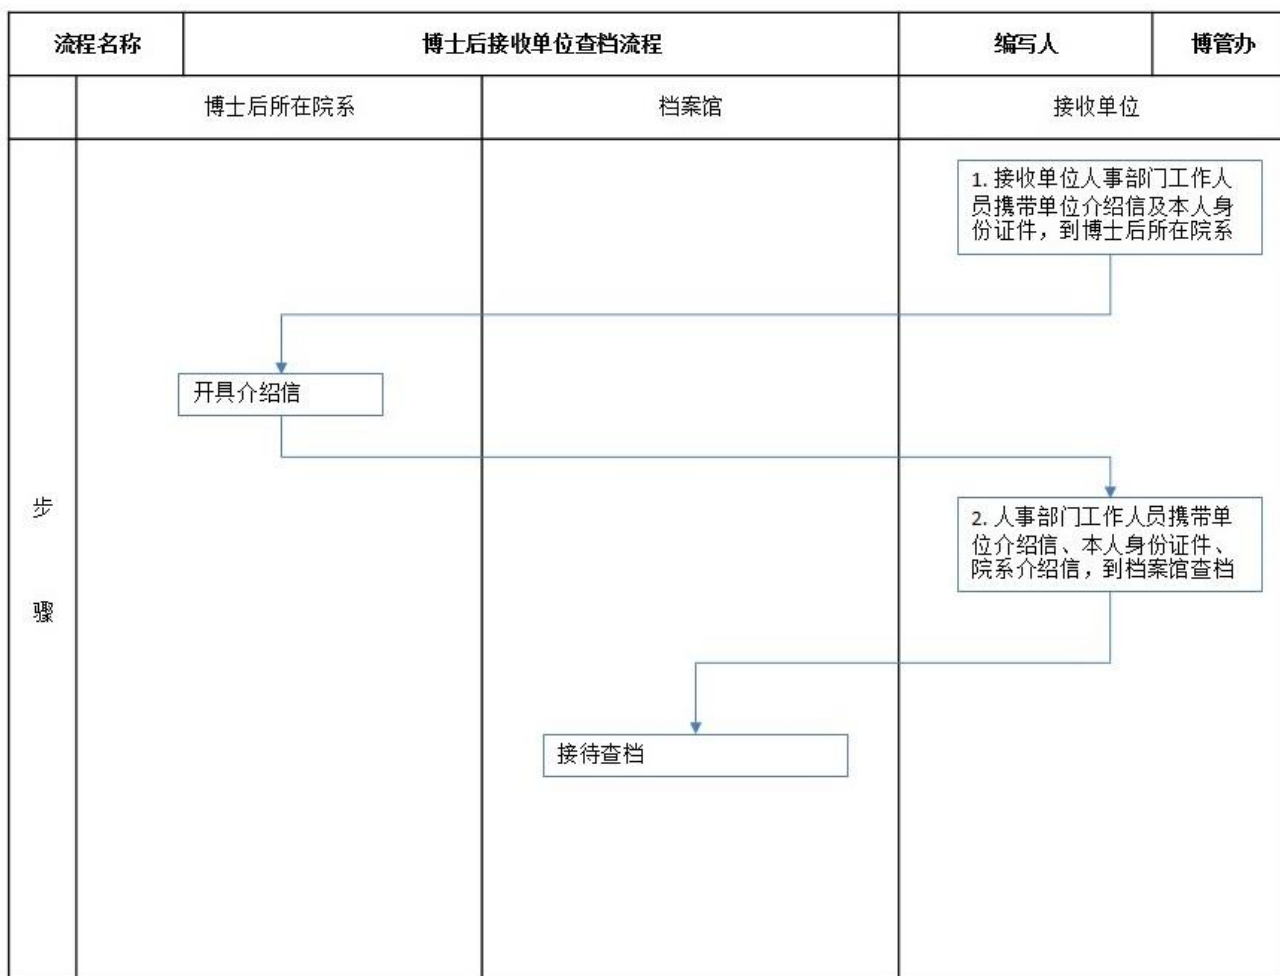 流程名称 博士后接收单位查档流程 编写人 博管办
博士后所在院系 档案馆 接收单位
1. 接收单位人事部门工作人
员携带单位介绍信及本人身
份证件，到博士后所在院系
开具介绍信
步
骤
2. 人事部门工作人员携带单
位介绍信、本人身份证件、
院系介绍信，到档案馆查档
接待查档